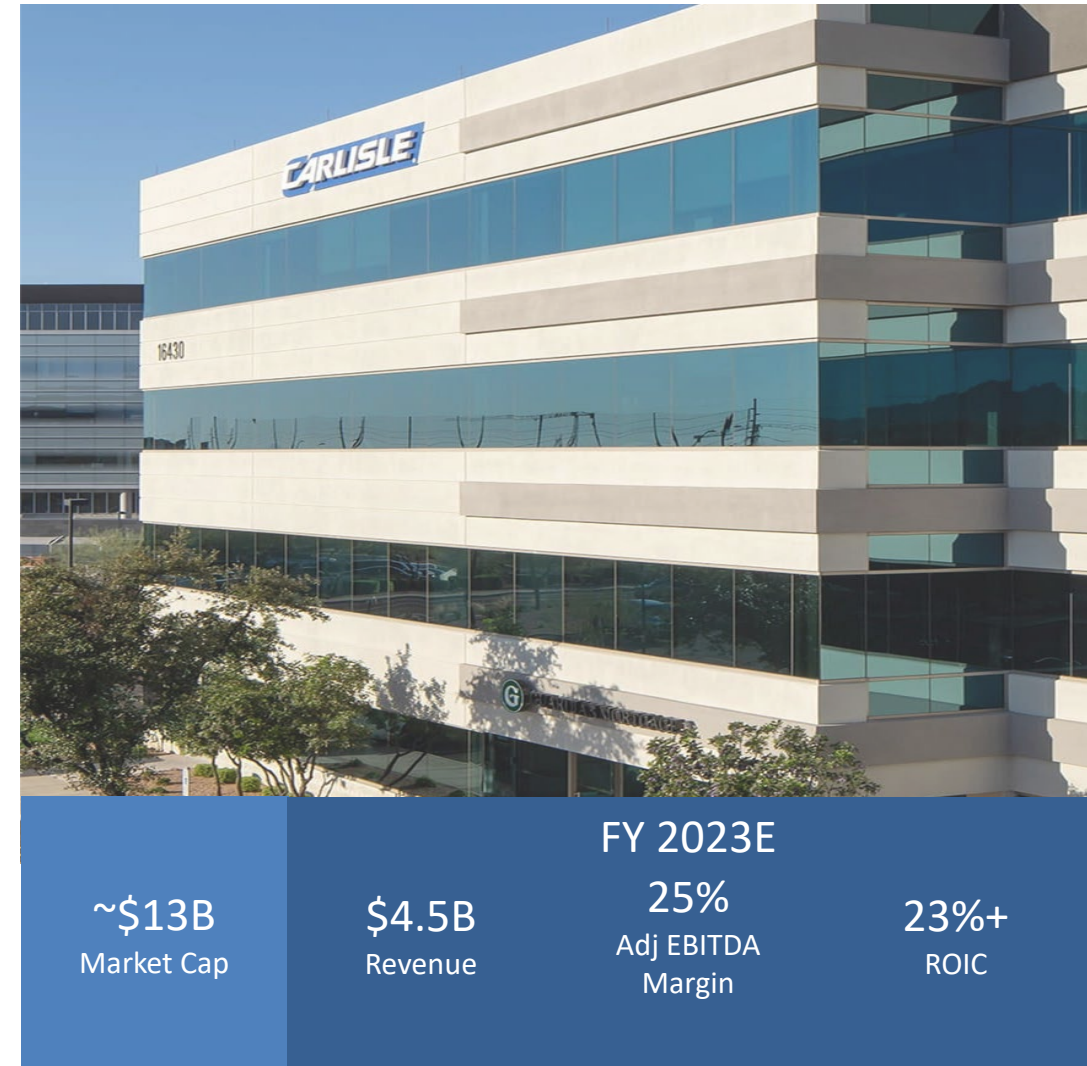 CARLISLE
16430
G
FY 2023E
~$13B
Market Cap
$4.5B
Revenue
25%
Adj EBITDA
Margin
23%+
ROIC